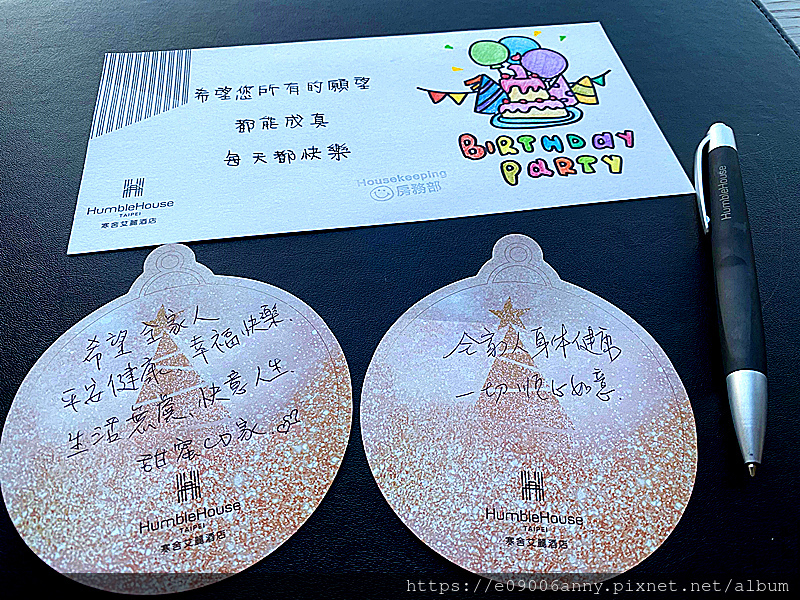 希望您所有的願望
都能成真
每天都快樂
BIRTHDAY
PARTY
Housekeeping
房務部
HumbleHouse
TAIPEI
寒舍艾麗酒店
HumbleHouse
希望全家人
平安健康 幸福快樂.
生活無虞、快意人生.
甜蜜的家
HumbleHouse
TAIPEI
寒舍艾麗酒店
全家人身体健康
一切順心如意.
HumbleHouse
TAIPEI
寒舍艾麗酒店
https://e09006anny.pixnet.net/album